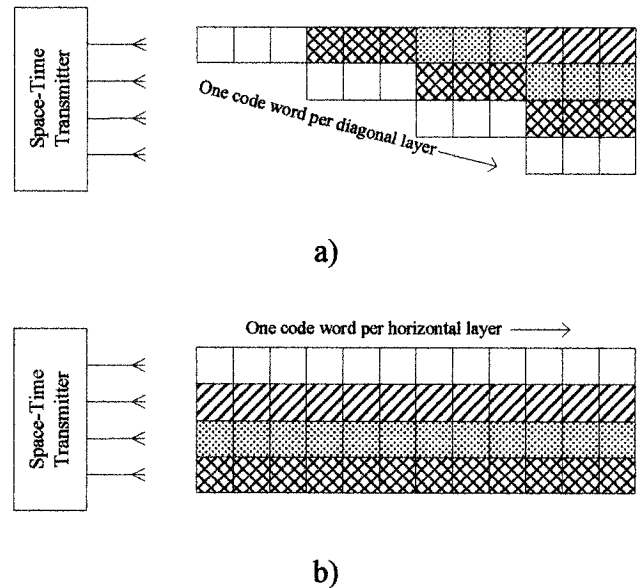 Space-Time
Transmitter
One code word per diagonal layer
a)
One code word per horizontal layer
Space-Time
Transmitter
b)